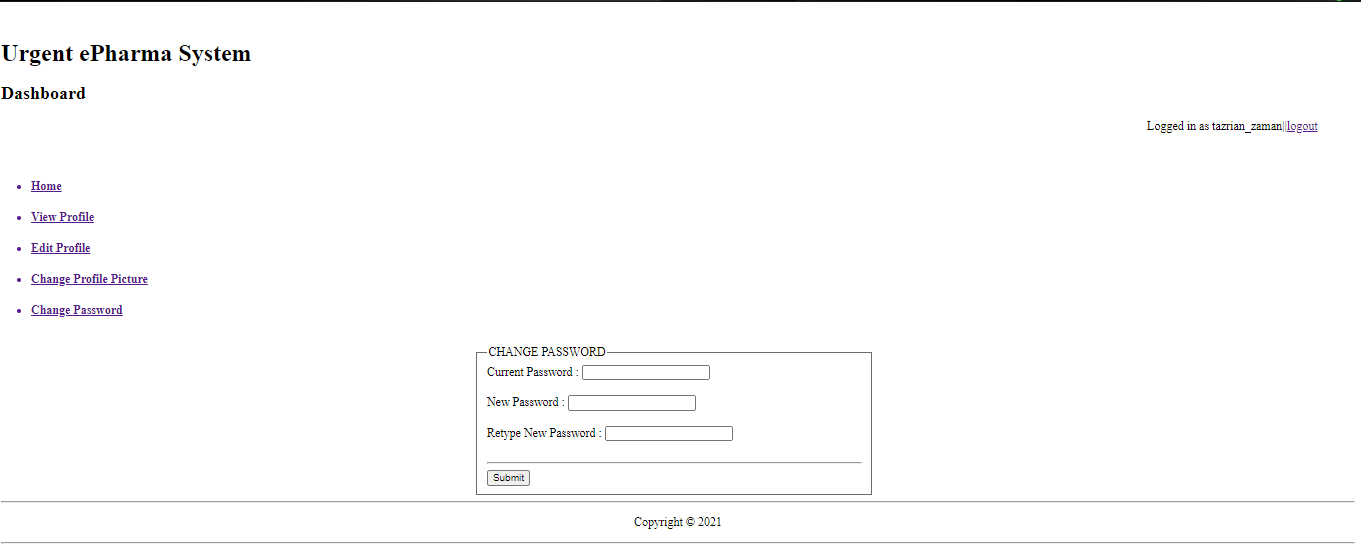 Urgent ePharma System
Dashboard
Logged in as tazrian_zaman||logout
Home
View Profile
Edit Profile
Change Profile Picture
Change Password
CHANGE PASSWORD
Current Password :
New Password :
Retype New Password :
Submit
Copyright © 2021